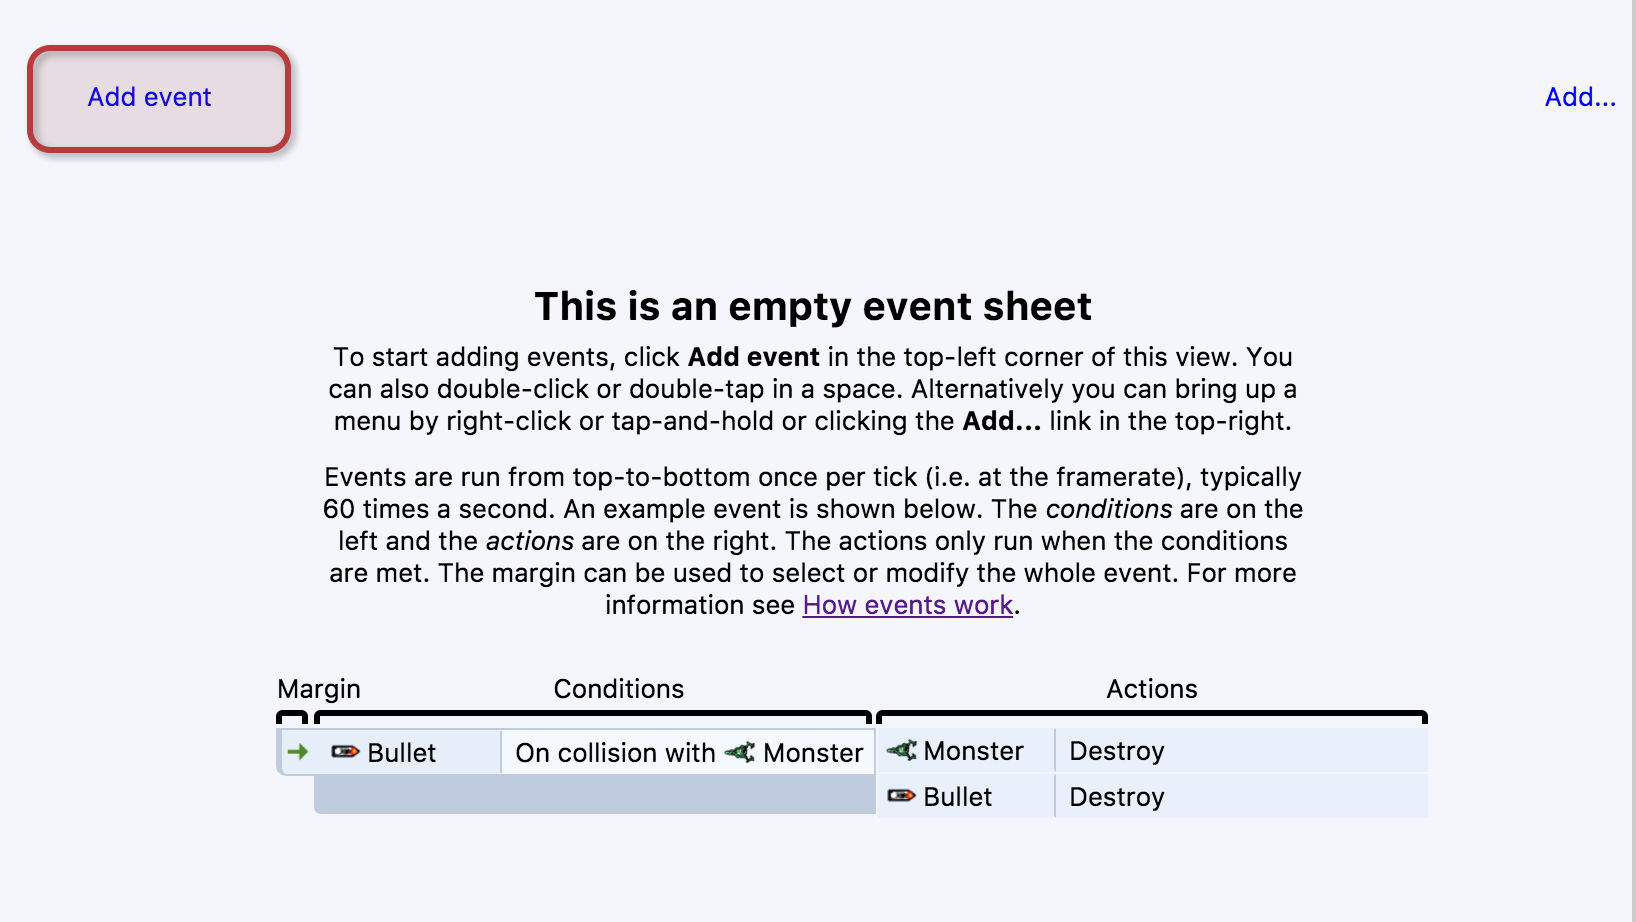 Add event
Add...
This is an empty event sheet
To start adding events, click Add event in the top-left corner of this view. You
can also double-click or double-tap in a space. Alternatively you can bring up a
menu by right-click or tap-and-hold or clicking the Add... link in the top-right.
Events are run from top-to-bottom once per tick (i.e. at the framerate), typically
60 times a second. An example event is shown below. The conditions are on the
left and the actions are on the right. The actions only run when the conditions
are met. The margin can be used to select or modify the whole event. For more
information see How events work.
Margin Conditions Actions
Bullet On collision with Monster Monster Destroy
Bullet Destroy